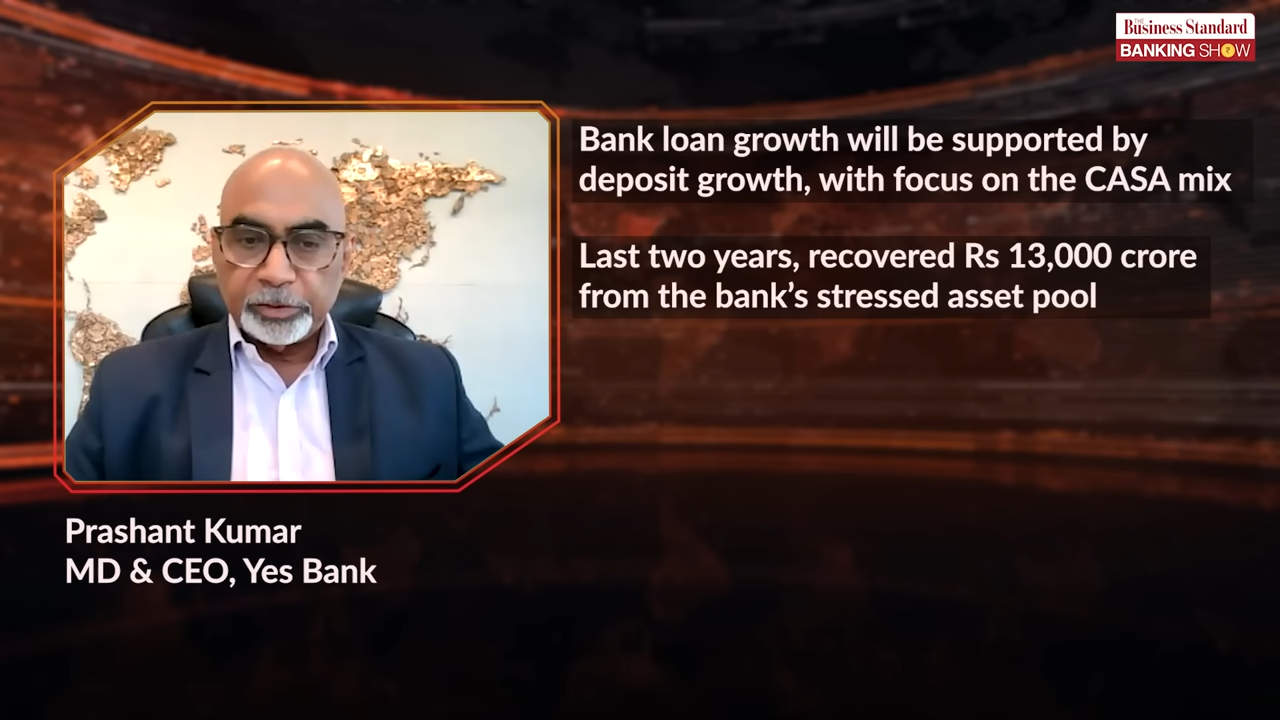 THE
Business Standard
BANKING SHOW
Bank loan growth will be supported by
deposit growth, with focus on the CASA mix
Last two years, recovered Rs 13,000 crore
from the bank’s stressed asset pool
Prashant Kumar
MD & CEO, Yes Bank